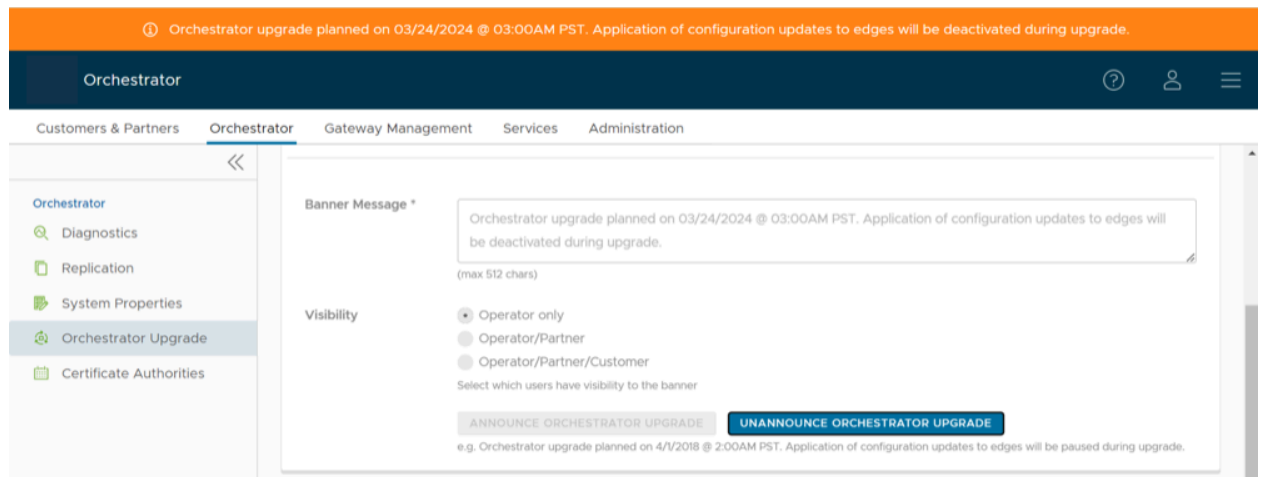 Orchestrator upgrade planned on 03/24/2024 @ 03:00AM PST. Application of configuration updates to edges will be deactivated during upgrade.
Orchestrator
Customers & Partners Orchestrator Gateway Management Services Administration
Orchestrator
Diagnostics
Replication
System Properties
Orchestrator Upgrade
Certificate Authorities
Banner Message *
Orchestrator upgrade planned on 03/24/2024 @ 03:00AM PST. Application of configuration updates to edges will
be deactivated during upgrade.
(max 512 chars)
Visibility
Operator only
Operator/Partner
Operator/Partner/Customer
Select which users have visibility to the banner
ANNOUNCE ORCHESTRATOR UPGRADE UNANNOUNCE ORCHESTRATOR UPGRADE
e.g. Orchestrator upgrade planned on 4/1/2018 @ 2:00AM PST. Application of configuration updates to edges will be paused during upgrade.